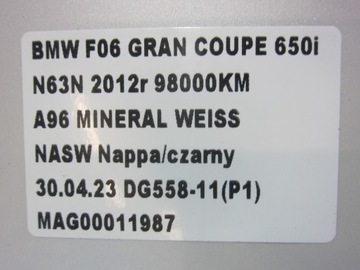 BMW F06 GRAN COUPE 650i
N63N 2012r 98000KM
A96 MINERAL WEISS
NASW Nappa/czarny
30.04.23 DG558-11(P1)
MAG00011987